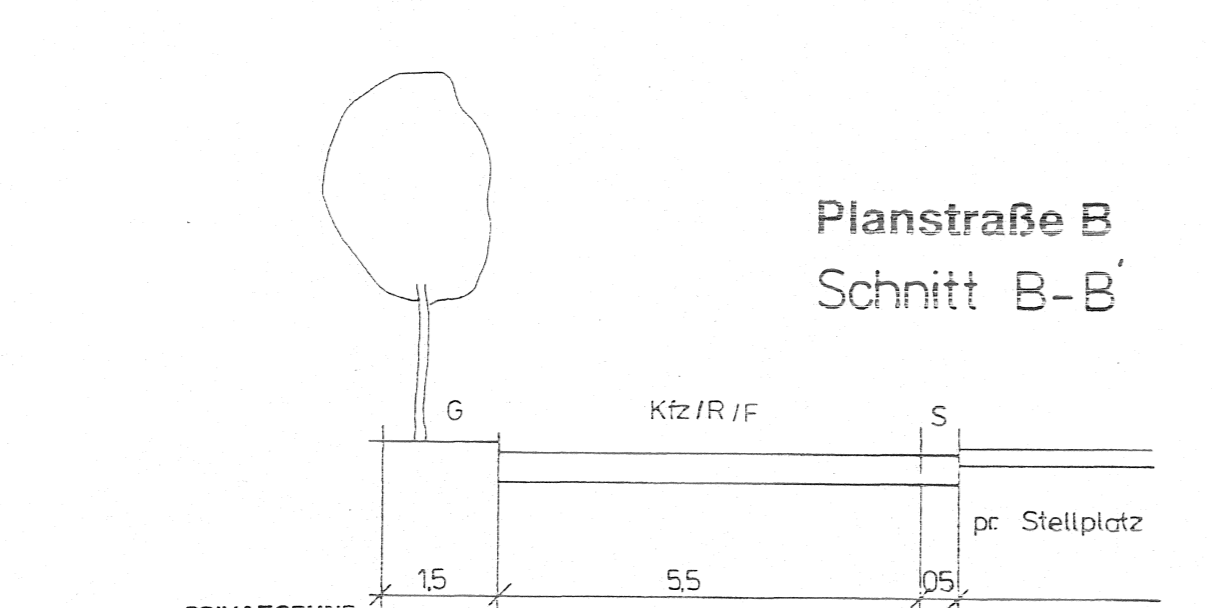 Planstraße B
Schnitt B-B'
G Kfz/R/F S
pr. Stellplatz
1,5 5,5 0,5